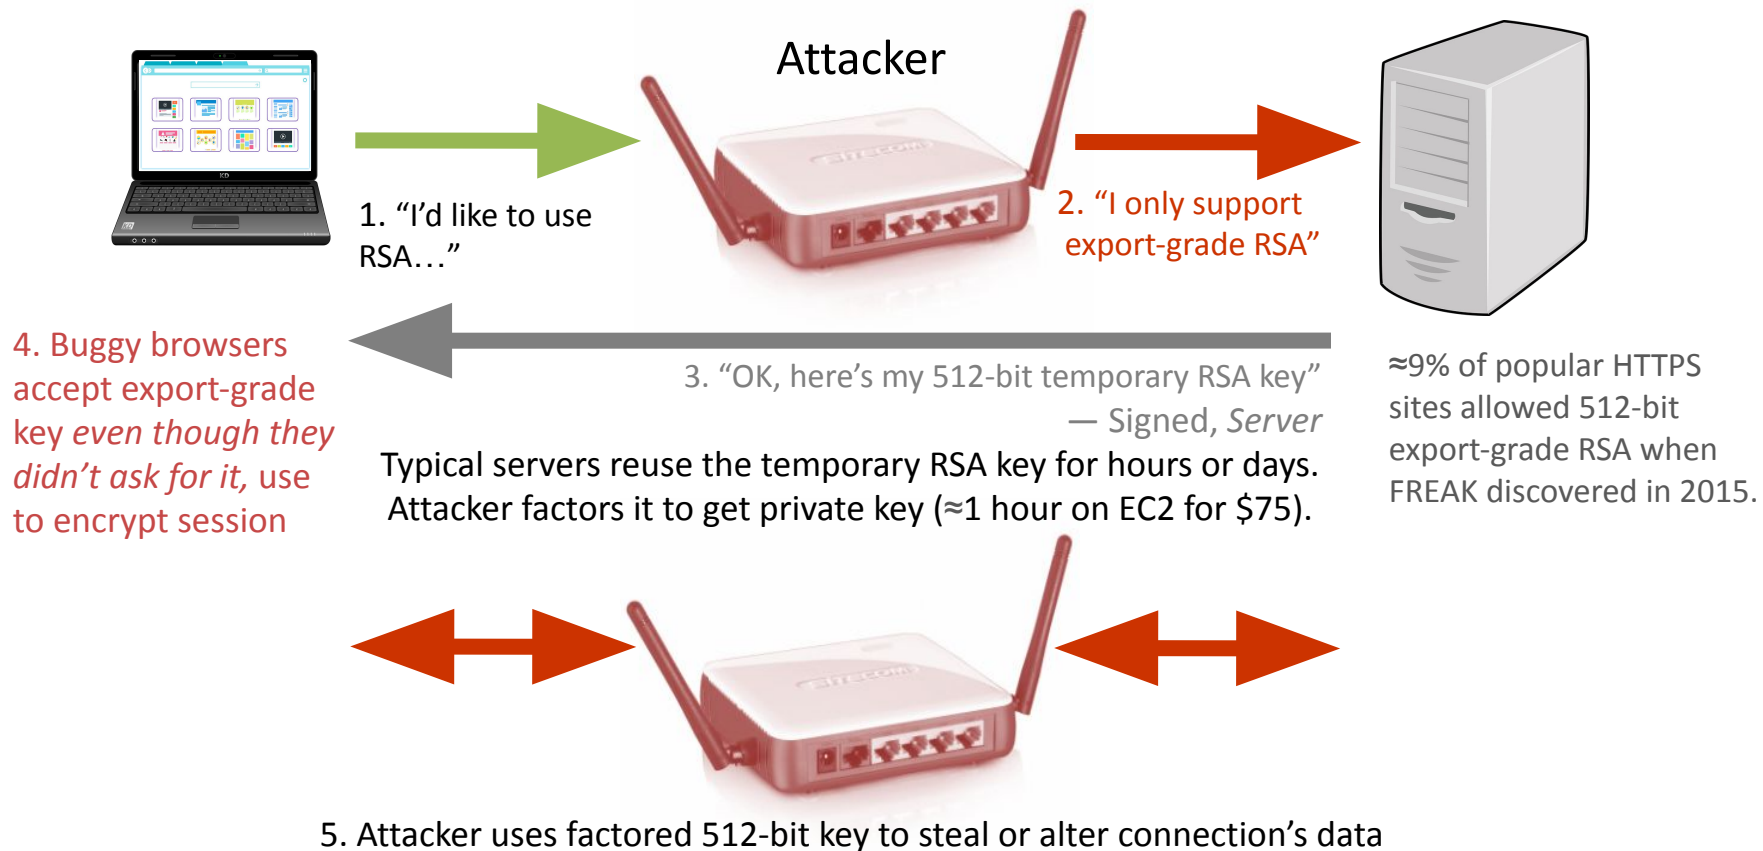 Attacker
SITECOM
1. “I’d like to use
RSA…”
2. “I only support
export-grade RSA”
3. “OK, here’s my 512-bit temporary RSA key”
— Signed, Server
4. Buggy browsers
accept export-grade
key even though they
didn’t ask for it, use
to encrypt session
≈9% of popular HTTPS
sites allowed 512-bit
export-grade RSA when
FREAK discovered in 2015.
Typical servers reuse the temporary RSA key for hours or days.
Attacker factors it to get private key (≈1 hour on EC2 for $75).
SITECOM
5. Attacker uses factored 512-bit key to steal or alter connection’s data